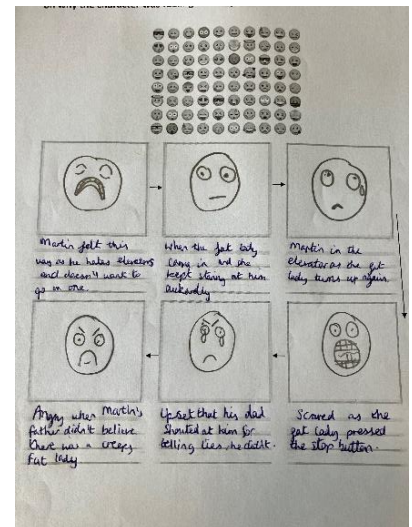 Martin felt this
way as he hates elevators
and doesn't want to
go in one.
When the fat lady
came in and she
kept staring at him
awkwardly
Martin in the
elevator as the fat
lady turns up again
Scared as the
fat lady pressed
the stop button.
Upset that his dad
shouted at him for
telling lies, he didn't.
Angry when Martin's
father didn't believe
there was a creepy
fat lady